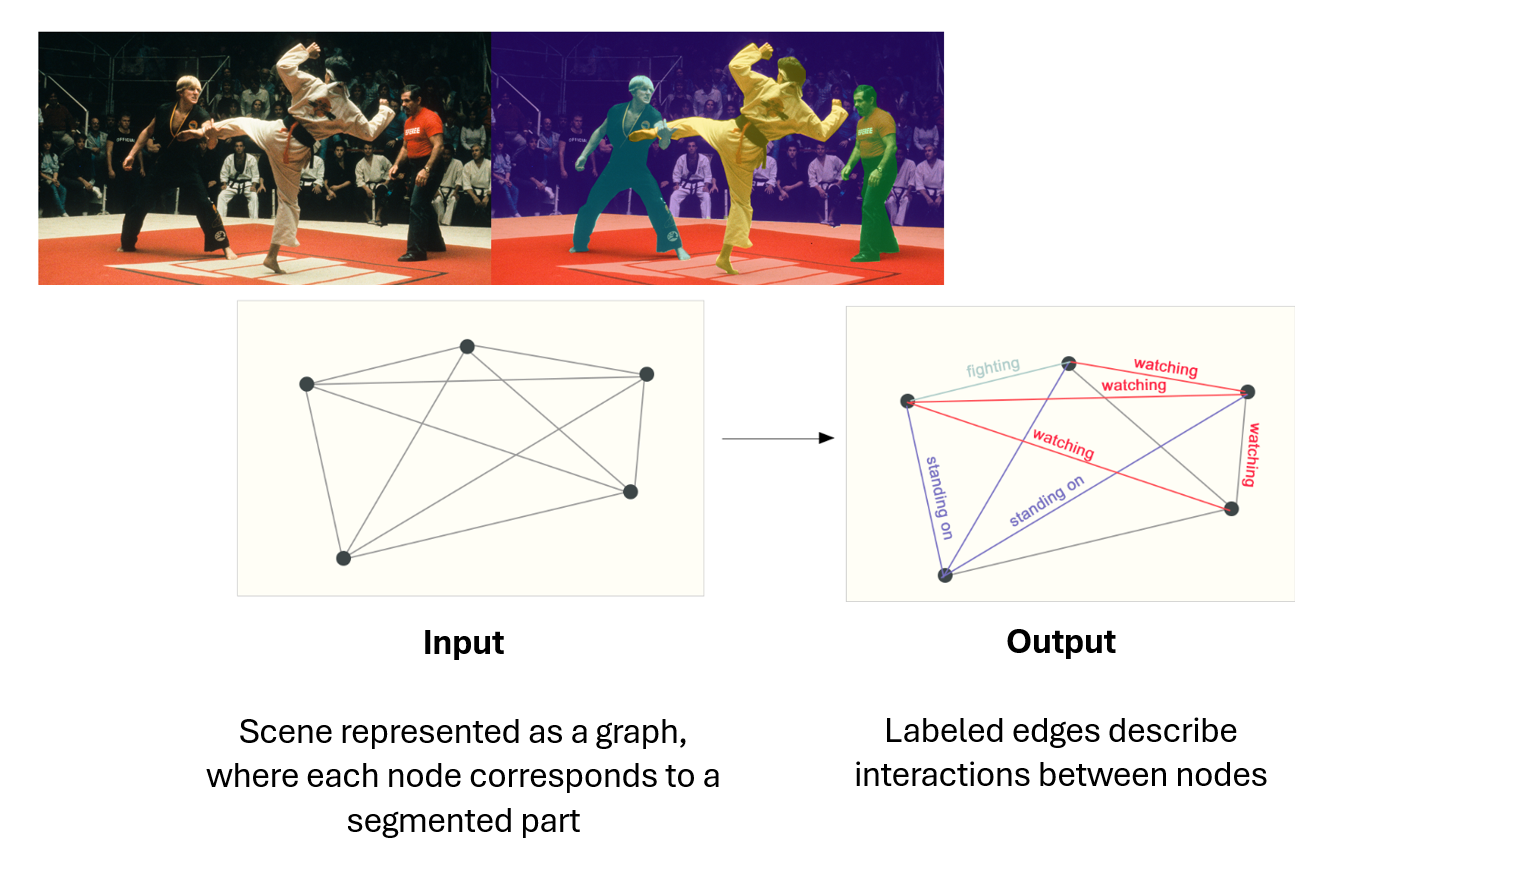 OFFICIAL
fighting
watching
watching
watching
watching
standing on
standing on
Input
Output
Scene represented as a graph,
where each node corresponds to a
segmented part
Labeled edges describe
interactions between nodes